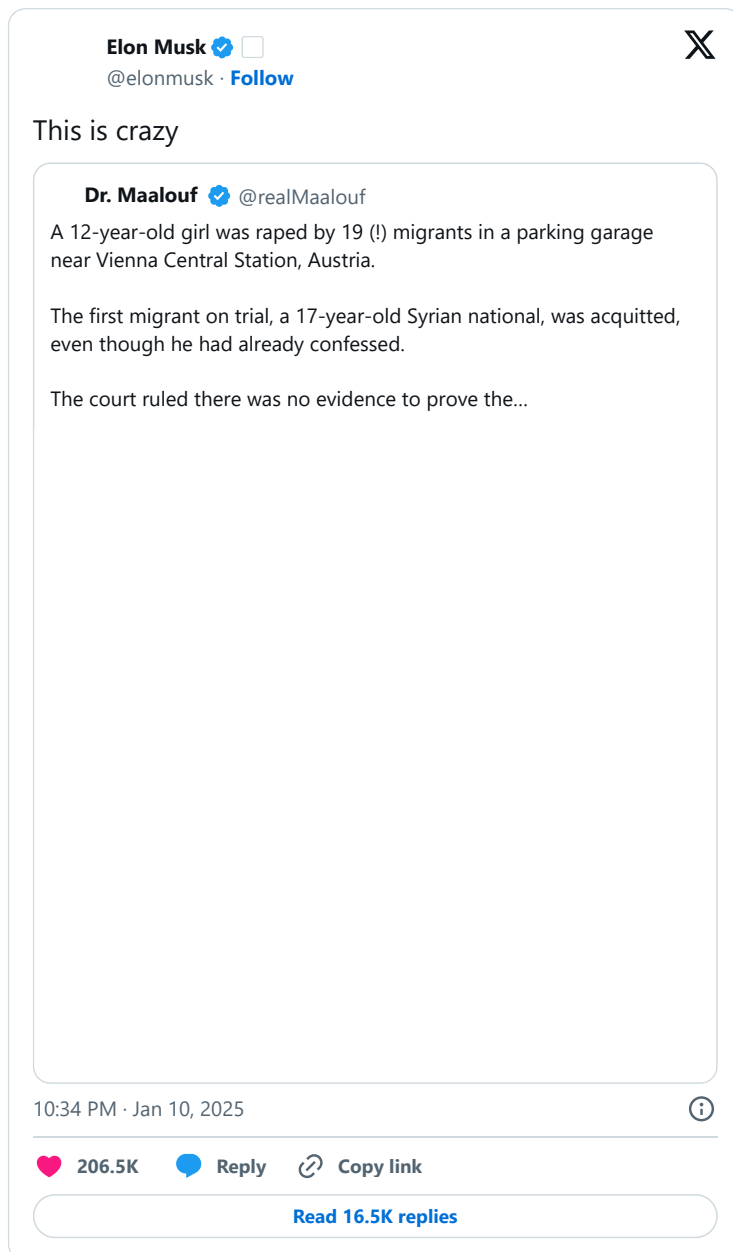 Elon Musk
@elonmusk · Follow
This is crazy
Dr. Maalouf @realMaalouf
A 12-year-old girl was raped by 19 (!) migrants in a parking garage
near Vienna Central Station, Austria.
The first migrant on trial, a 17-year-old Syrian national, was acquitted,
even though he had already confessed.
The court ruled there was no evidence to prove the...
10:34 PM · Jan 10, 2025
206.5K Reply Copy link
Read 16.5K replies